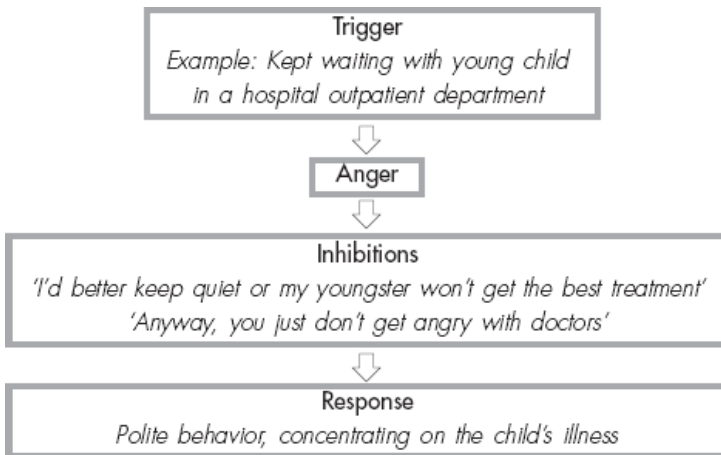 Trigger
Example: Kept waiting with young child
in a hospital outpatient department
Anger
Inhibitions
‘I’d better keep quiet or my youngster won’t get the best treatment’
‘Anyway, you just don’t get angry with doctors’
Response
Polite behavior, concentrating on the child’s illness